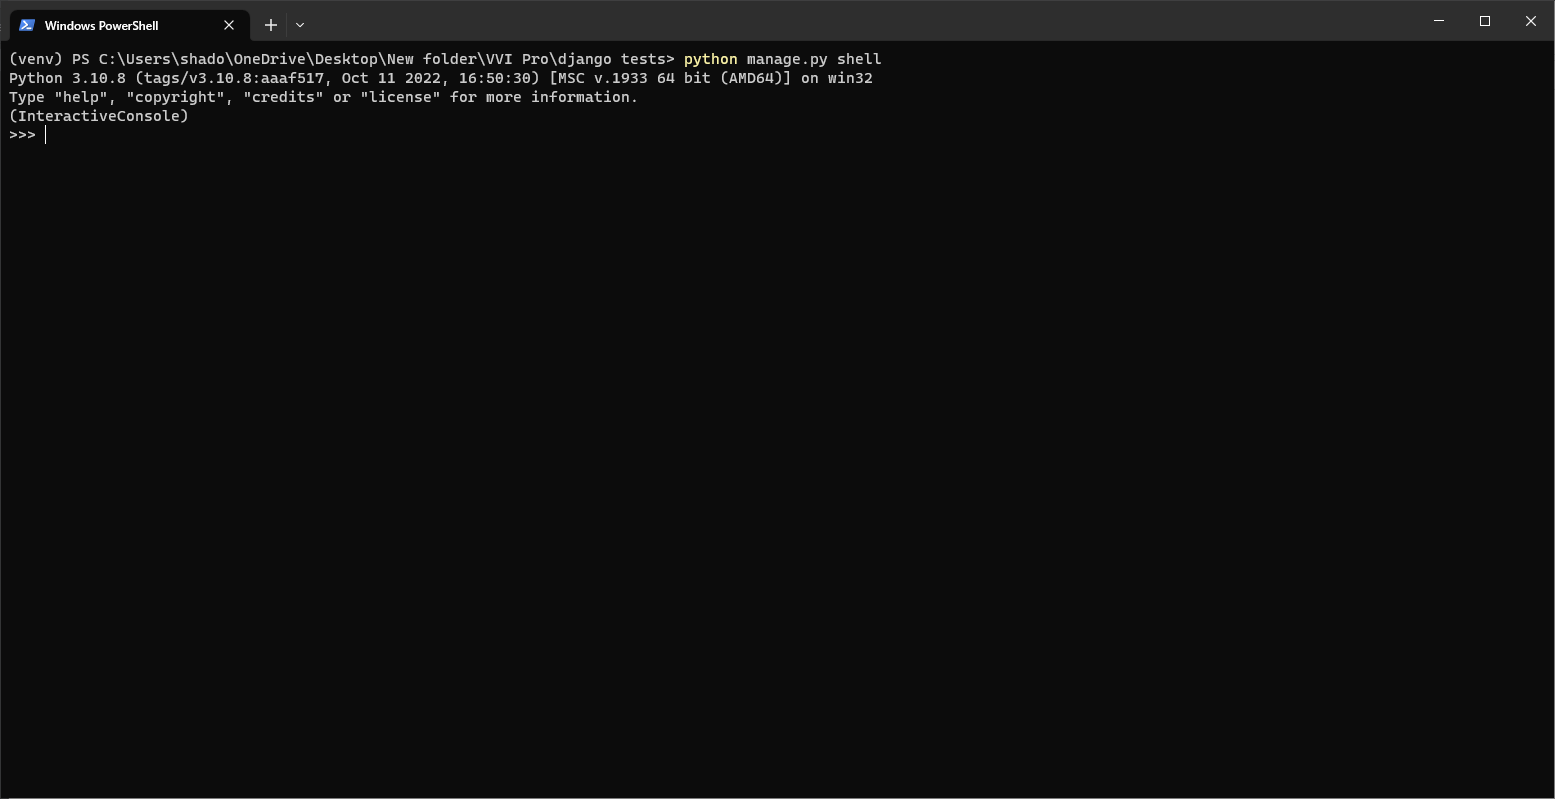 Windows PowerShell
(venv) PS C:\Users\shado\OneDrive\Desktop\New folder\VVI Pro\django tests> python manage.py shell
Python 3.10.8 (tags/v3.10.8:aaaf517, Oct 11 2022, 16:50:30) [MSC v.1933 64 bit (AMD64)] on win32
Type "help", "copyright", "credits" or "license" for more information.
(InteractiveConsole)
>>>